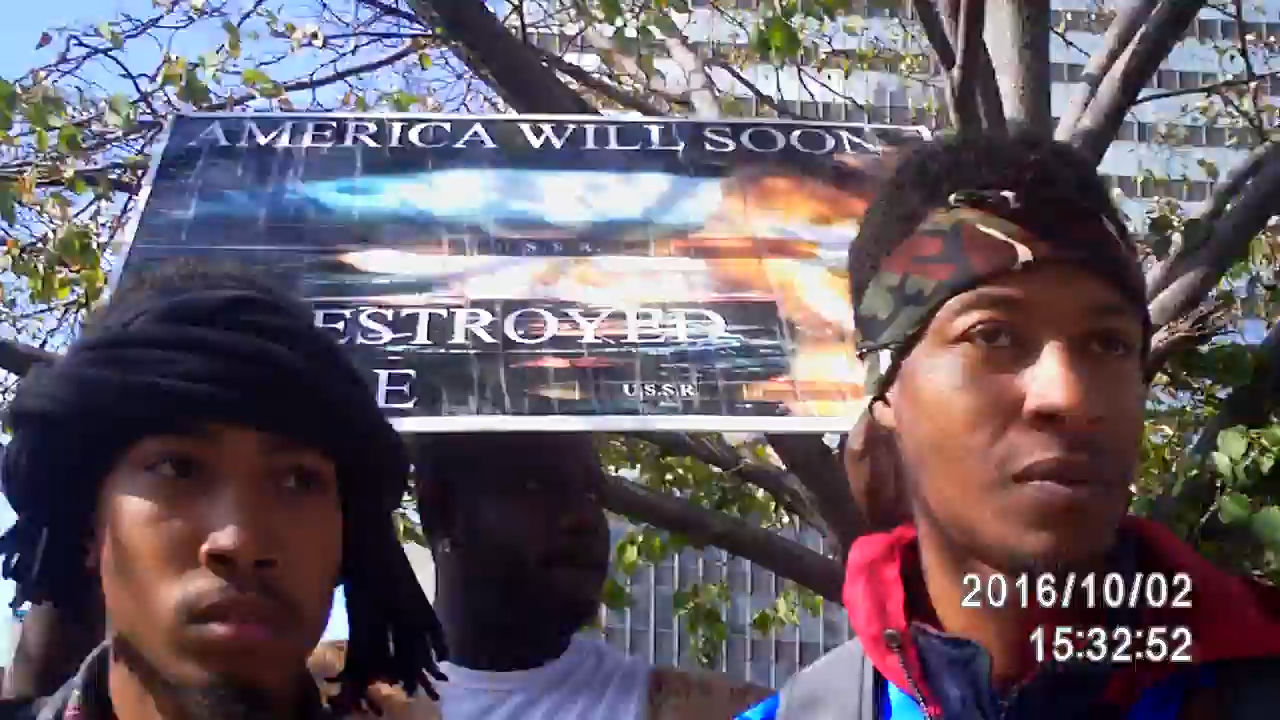 AMERICA WILL SOON
U.S.S.R.
ESTROYED
E
U.S.S.R
2016/10/02
15:32:52